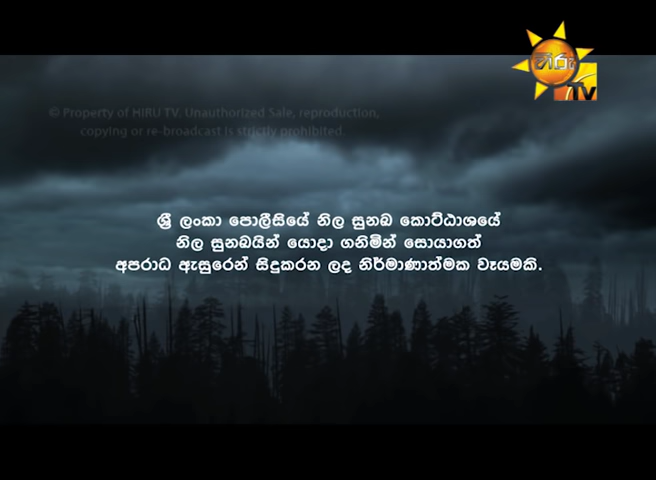 හිරු
Tv
© Property of HIRU TV. Unauthorized Sale, reproduction,
copying or re-broadcast is strictly prohibited.
ශ්‍රී ලංකා පොලීසියේ නිල සුනඛ කොට්ඨාශයේ
නිල සුනඛයින් යොදා ගනිමින් සොයාගත්
අපරාධ ඇසුරෙන් සිදුකරන ලද නිර්මාණාත්මක වෑයමකි.